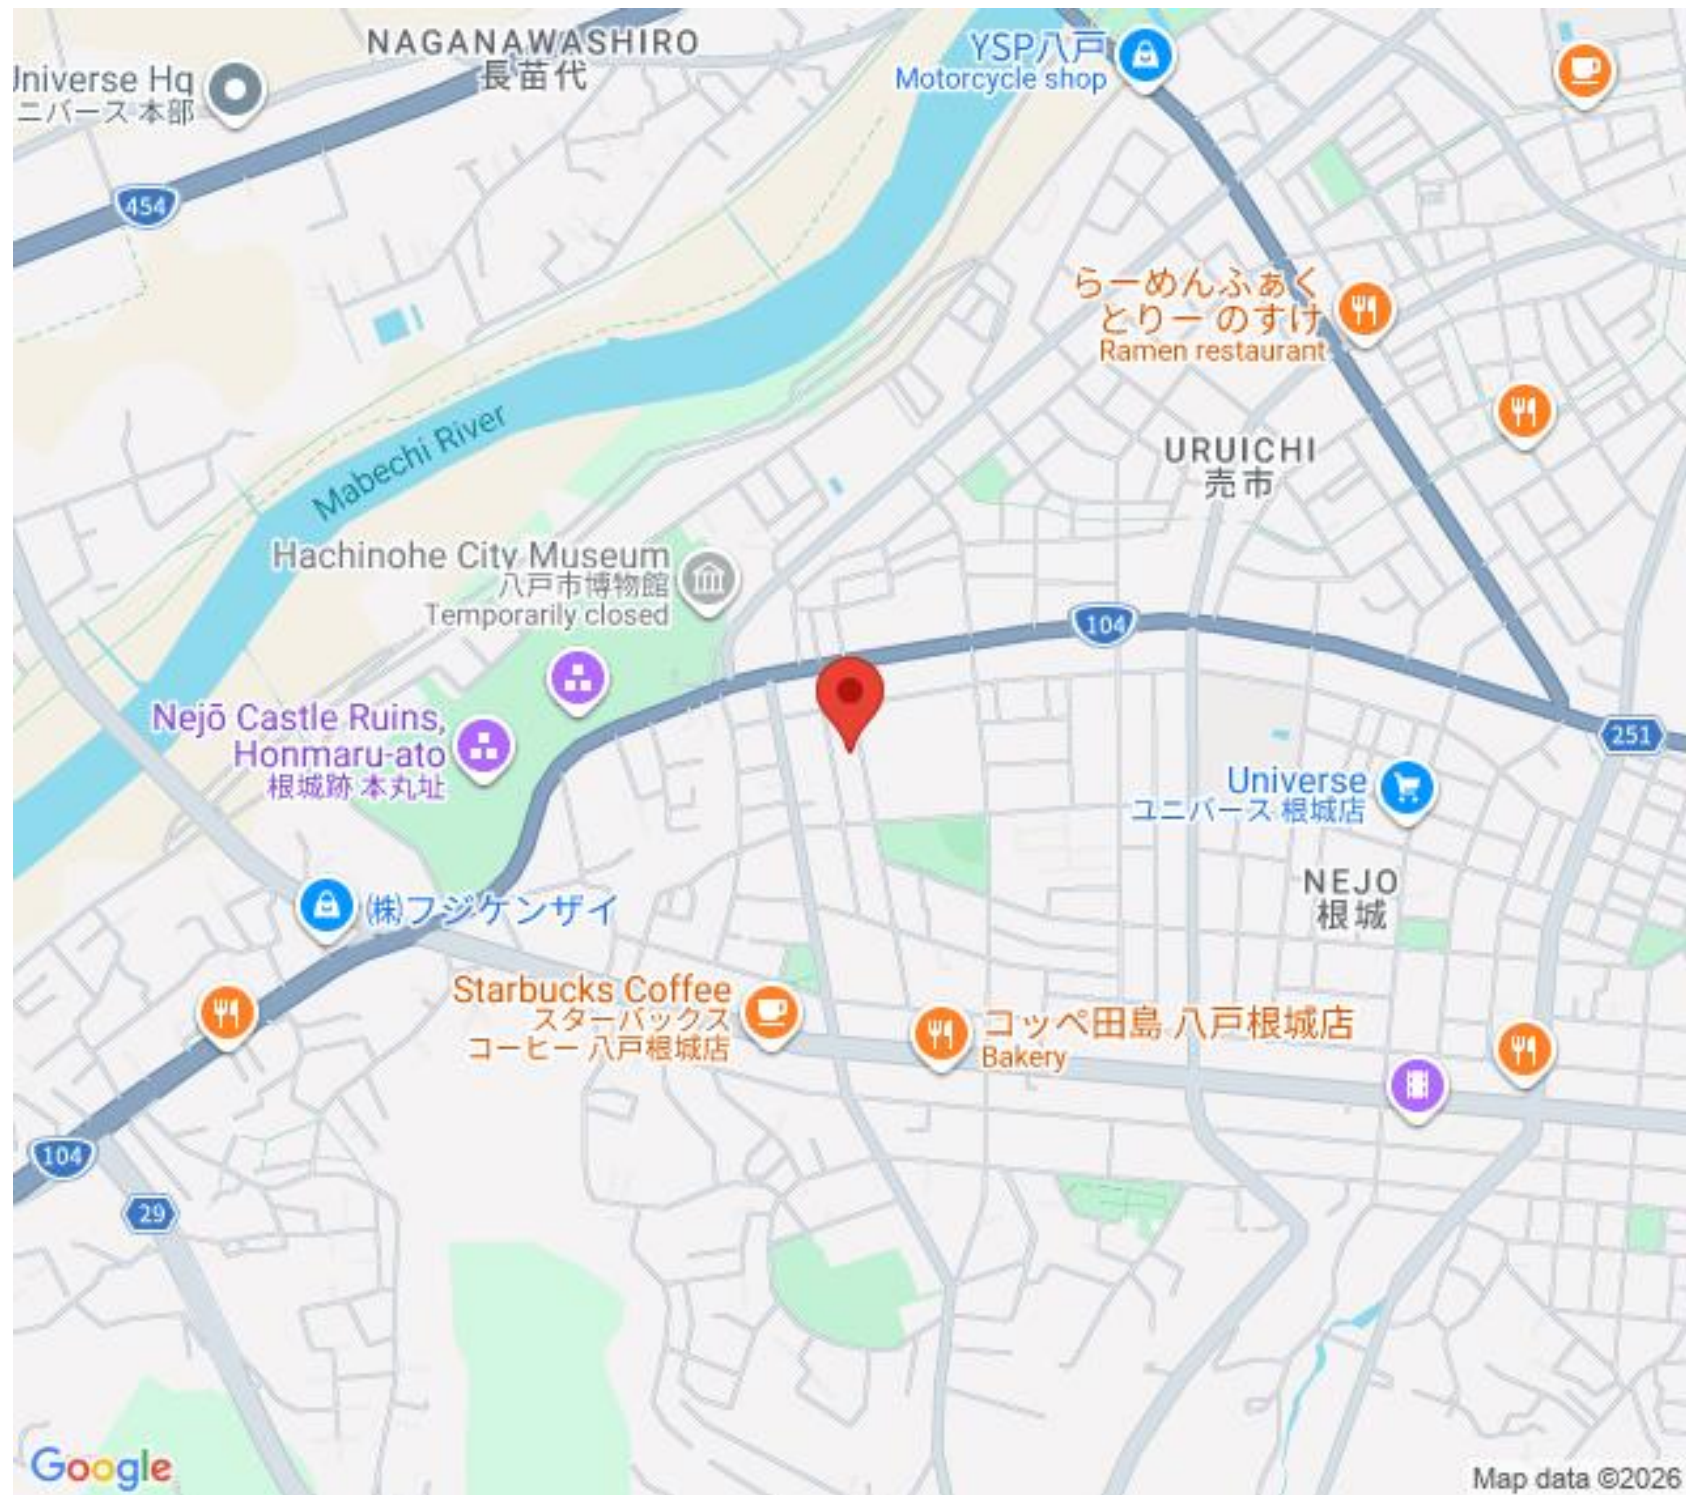 NAGANAWASHIRO
長苗代
YSP八戸
Motorcycle shop
Universe Hq
ニバース 本部
454
らーめんふぁく
とりー のすけ
Ramen restaurant
Mabechi River
URUICHI
売市
Hachinohe City Museum
八戸市博物館
Temporarily closed
104
Nejō Castle Ruins,
Honmaru-ato
根城跡 本丸址
251
Universe
ユニバース 根城店
NEJO
根城
㈱フジケンザイ
Starbucks Coffee
スターバックス
コーヒー 八戸根城店
コッペ田島 八戸根城店
Bakery
104
29
Google
Map data ©2026